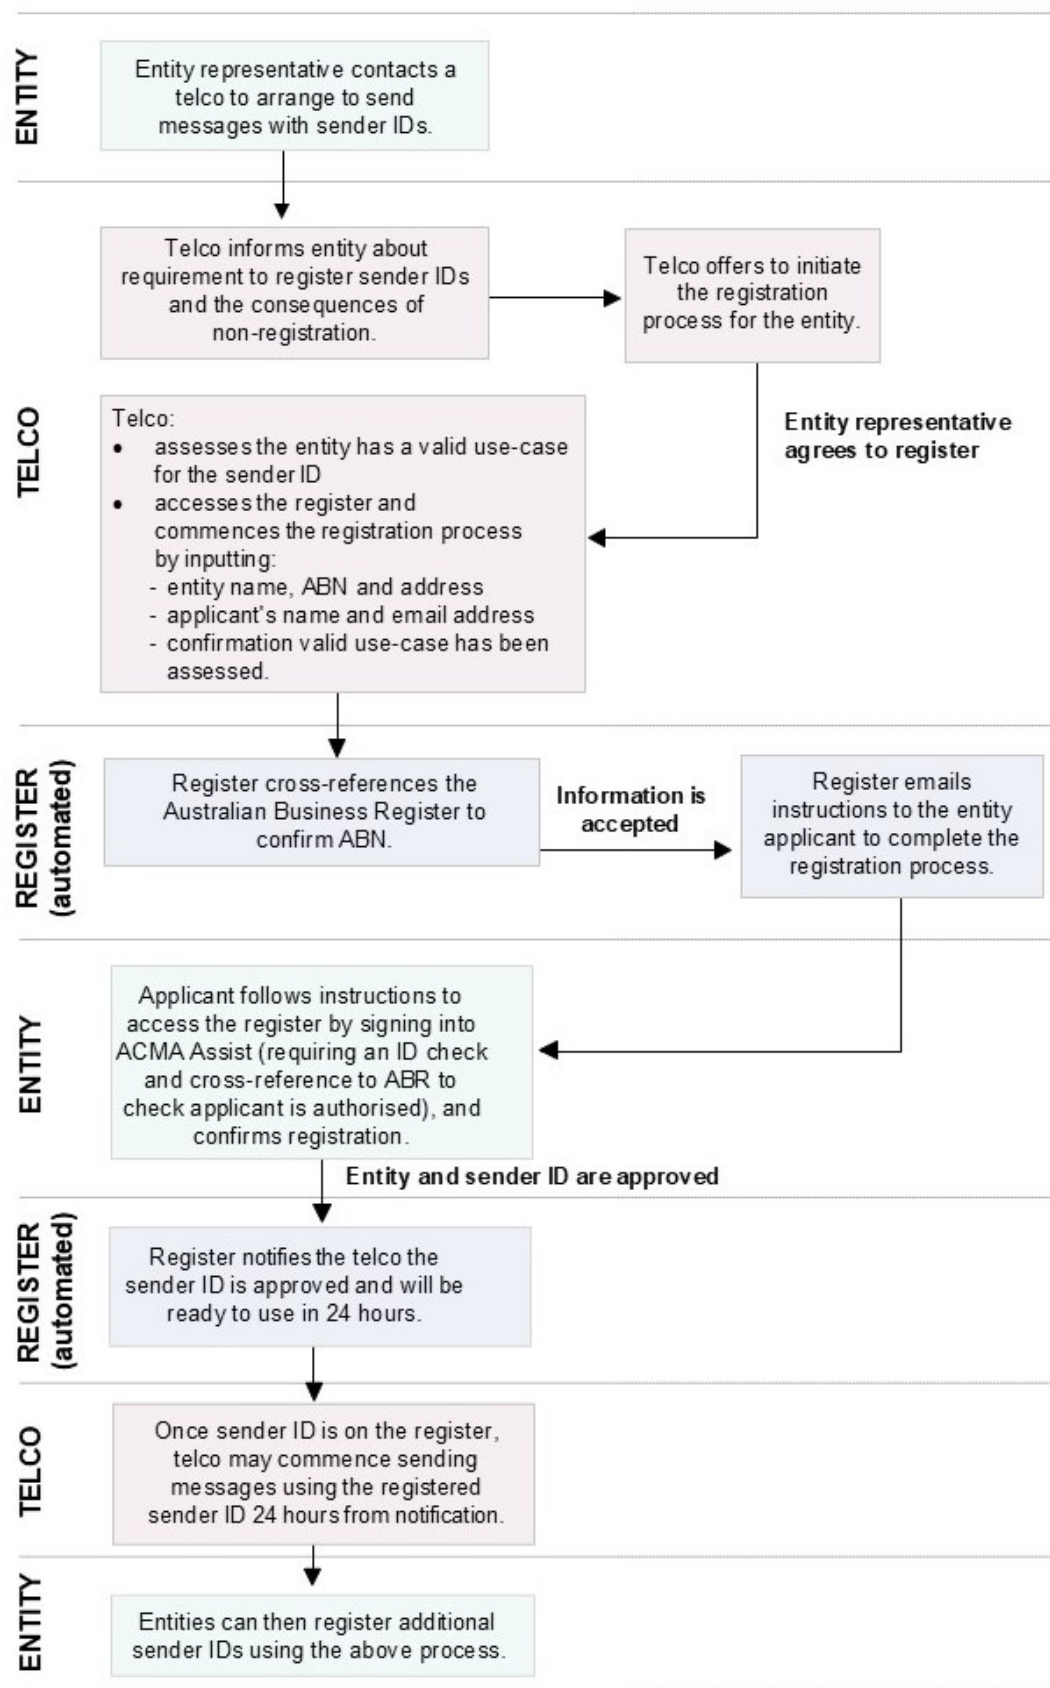 ENTITY
Entity representative contacts a
telco to arrange to send
messages with sender IDs.
TELCO
Telco informs entity about
requirement to register sender IDs
and the consequences of
non-registration.
Telco offers to initiate
the registration
process for the entity.
Entity representative
agrees to register
Telco:
• assesses the entity has a valid use-case
for the sender ID
• accesses the register and
commences the registration process
by inputting:
- entity name, ABN and address
- applicant's name and email address
- confirmation valid use-case has been
assessed.
REGISTER
(automated)
Register cross-references the
Australian Business Register to
confirm ABN.
Information is
accepted
Register emails
instructions to the entity
applicant to complete the
registration process.
ENTITY
Applicant follows instructions to
access the register by signing into
ACMA Assist (requiring an ID check
and cross-reference to ABR to
check applicant is authorised), and
confirms registration.
Entity and sender ID are approved
REGISTER
(automated)
Register notifies the telco the
sender ID is approved and will be
ready to use in 24 hours.
TELCO
Once sender ID is on the register,
telco may commence sending
messages using the registered
sender ID 24 hours from notification.
ENTITY
Entities can then register additional
sender IDs using the above process.